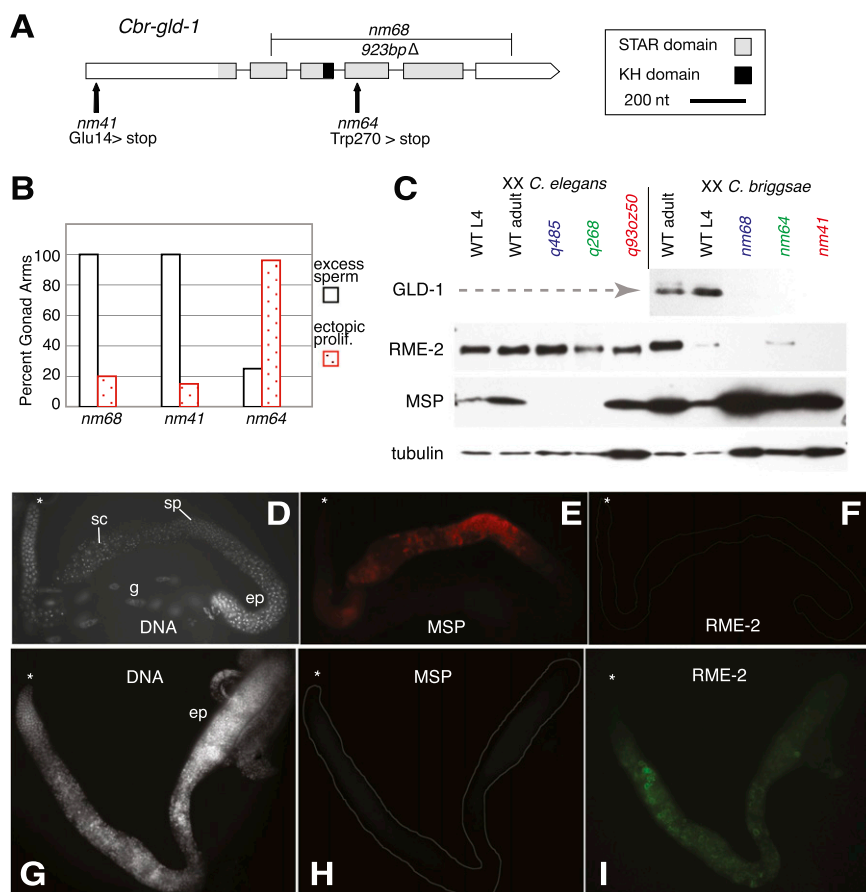 A
Cbr-gld-1
nm68
923bp Δ
nm41
Glu14> stop
nm64
Trp270 > stop
STAR domain
KH domain
200 nt
B
Percent Gonad Arms
100
80
60
40
20
0
nm68
nm41
nm64
excess
sperm
ectopic
prolif.
C
XX C. elegans
XX C. briggsae
WT L4
WT adult
q485
q268
q93oz50
WT adult
WT L4
nm68
nm64
nm41
GLD-1
RME-2
MSP
tubulin
*
sc
sp
g
ep
DNA
D
*
MSP
E
*
RME-2
F
*
DNA
ep
G
*
MSP
H
*
RME-2
I